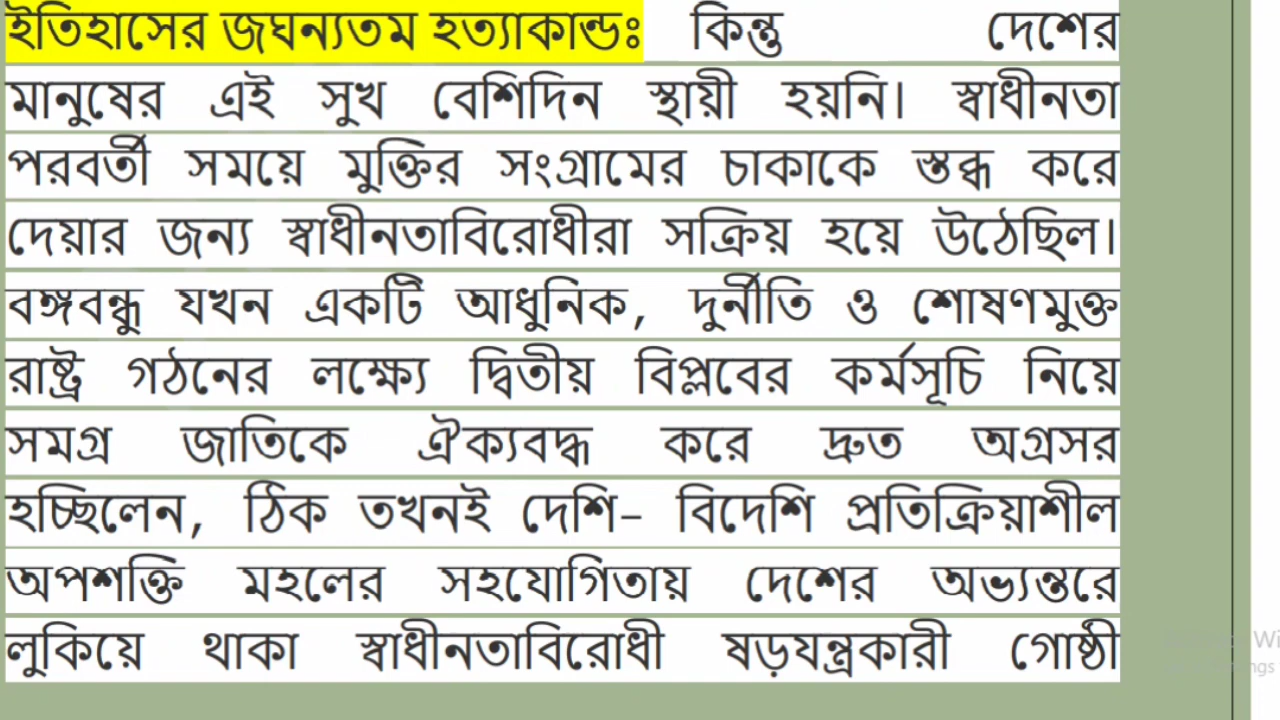 ইতিহাসের জঘন্যতম হত্যাকান্ডঃ কিন্তু দেশের
মানুষের এই সুখ বেশিদিন স্থায়ী হয়নি। স্বাধীনতা
পরবর্তী সময়ে মুক্তির সংগ্রামের চাকাকে স্তব্ধ করে
দেয়ার জন্য স্বাধীনতাবিরোধীরা সক্রিয় হয়ে উঠেছিল।
বঙ্গবন্ধু যখন একটি আধুনিক, দুর্নীতি ও শোষণমুক্ত
রাষ্ট্র গঠনের লক্ষ্যে দ্বিতীয় বিপ্লবের কর্মসূচি নিয়ে
সমগ্র জাতিকে ঐক্যবদ্ধ করে দ্রুত অগ্রসর
হচ্ছিলেন, ঠিক তখনই দেশি- বিদেশি প্রতিক্রিয়াশীল
অপশক্তি মহলের সহযোগিতায় দেশের অভ্যন্তরে
লুকিয়ে থাকা স্বাধীনতাবিরোধী ষড়যন্ত্রকারী গোষ্ঠী